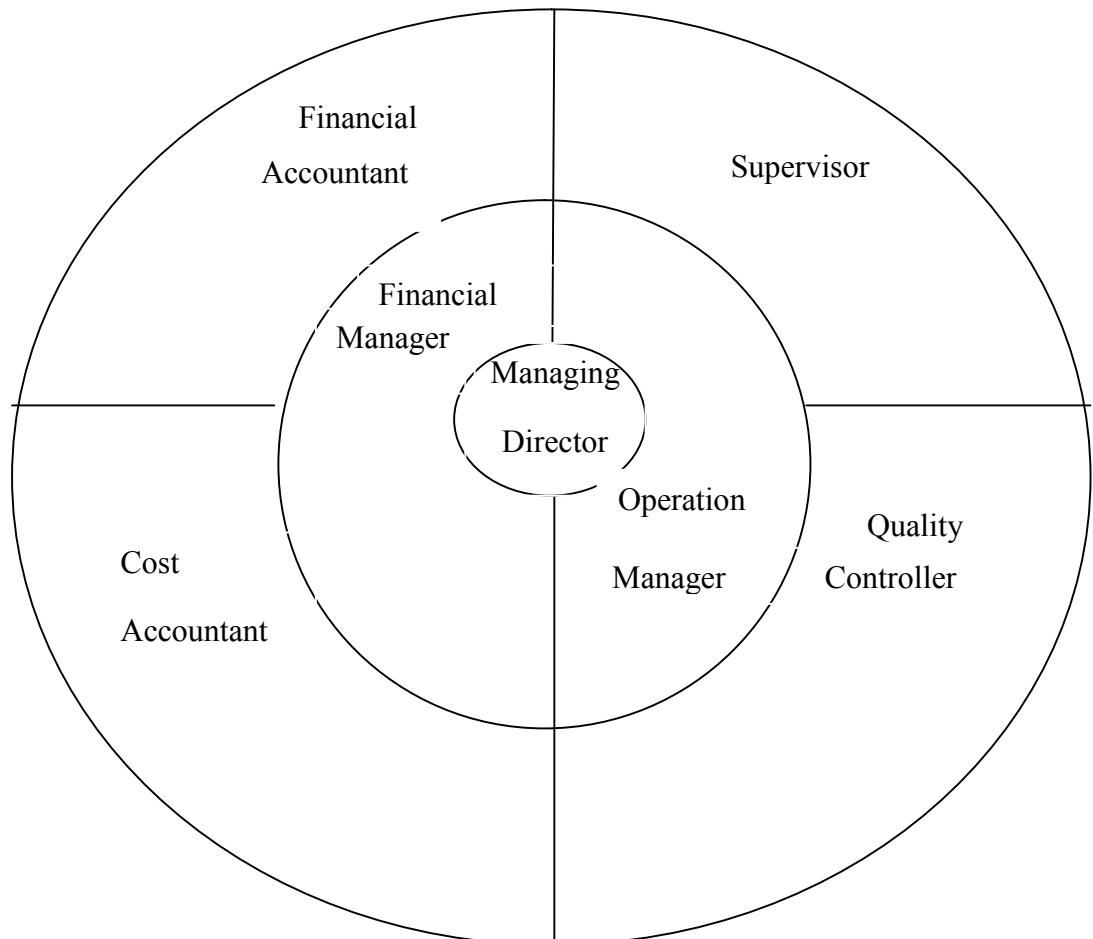 Financial
Accountant
Supervisor
Financial
Manager
Managing
Director
Operation
Manager
Quality
Controller
Cost
Accountant